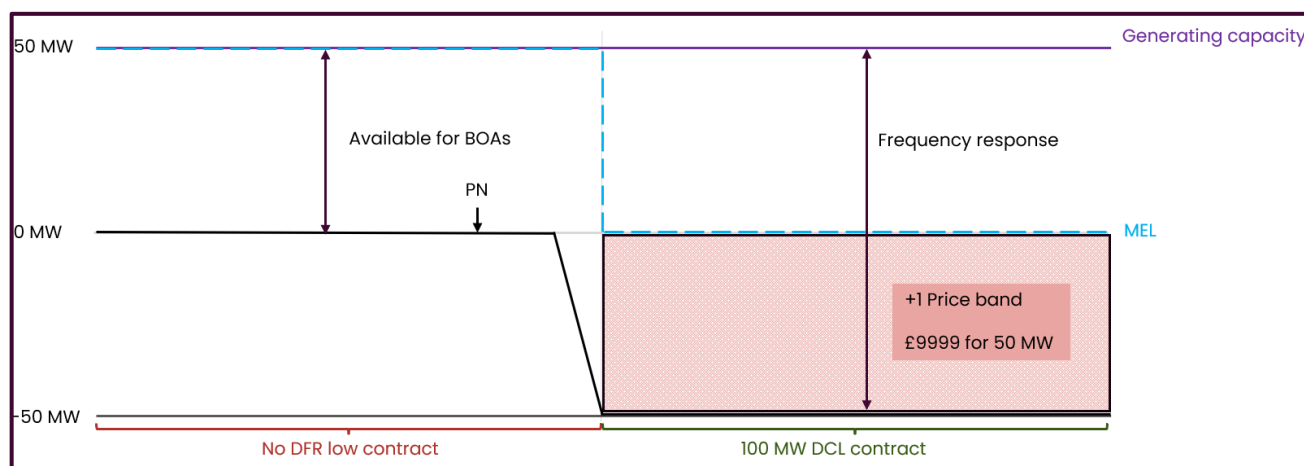 50 MW
Generating capacity
Available for BOAs
Frequency response
PN
0 MW
MEL
+1 Price band
£9999 for 50 MW
-50 MW
No DFR low contract
100 MW DCL contract